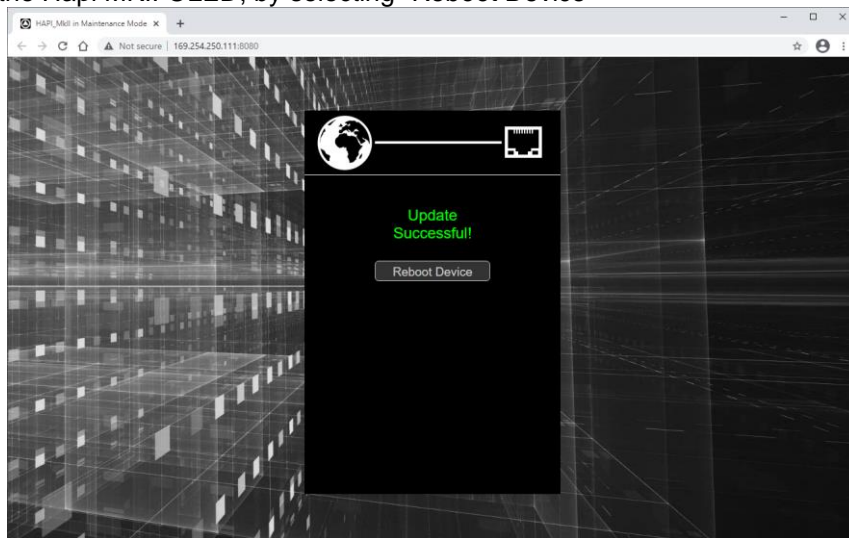 the Hapi MKII. OLED, by selecting "Reboot Device"
HAPI_MkII in Maintenance Mode
Not secure | 169.254.250.111:8080
Update
Successful!
Reboot Device